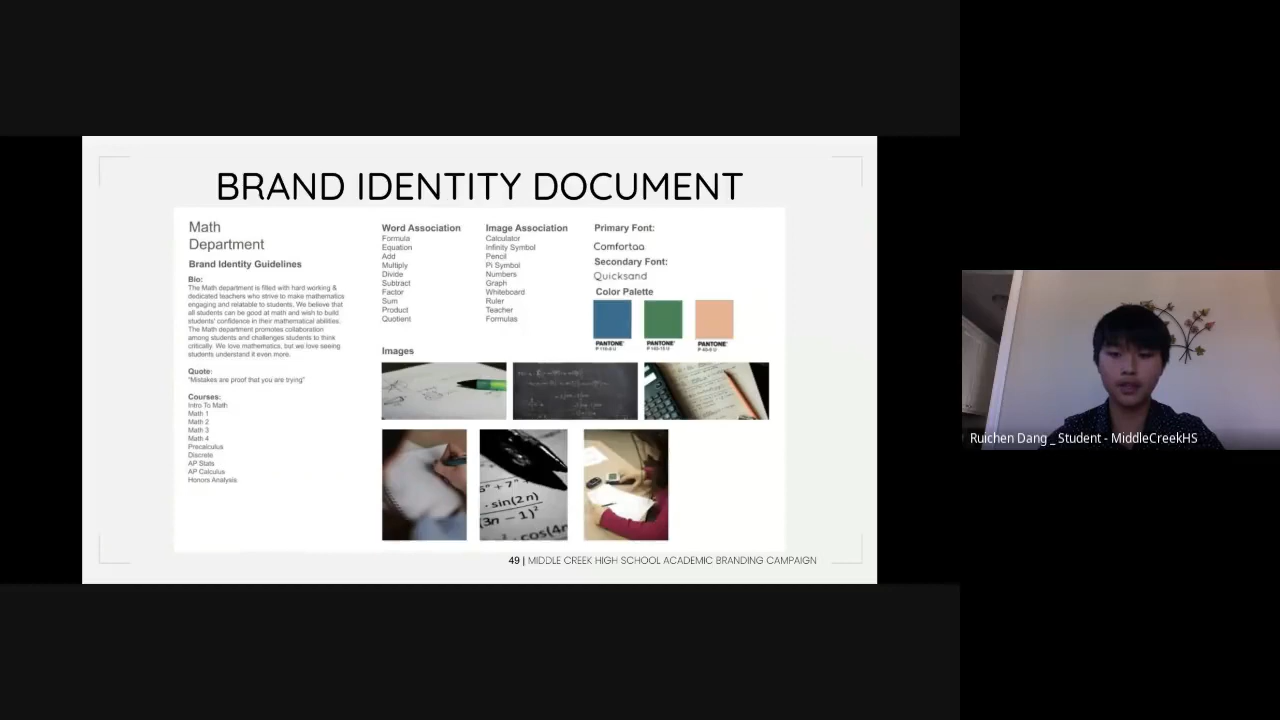 BRAND IDENTITY DOCUMENT
Math
Department
Brand Identity Guidelines
Bio:
The Math department is filled with hard working &
dedicated teachers who strive to make mathematics
engaging and relatable to students. We believe that
all students can be good at math and wish to build
students' confidence in their mathematical abilities.
The Math department promotes collaboration
among students and challenges students to think
critically. We love mathematics, but we love seeing
students understand it even more.
Quote:
"Mistakes are proof that you are trying"
Courses:
Intro To Math
Math 1
Math 2
Math 3
Math 4
Precalculus
Discrete
AP Stats
AP Calculus
Honors Analysis
Word Association
Formula
Equation
Add
Multiply
Divide
Subtract
Factor
Sum
Product
Quotient
Image Association
Calculator
Infinity Symbol
Pencil
Pi Symbol
Numbers
Graph
Whiteboard
Ruler
Teacher
Formulas
Primary Font:
Comfortaa
Secondary Font:
Quicksand
Color Palette
PANTONE®
PANTONE®
PANTONE®
Images
sin(2n)
(3n − 1)²
49 | MIDDLE CREEK HIGH SCHOOL ACADEMIC BRANDING CAMPAIGN
Ruichen Dang _ Student - MiddleCreekHS